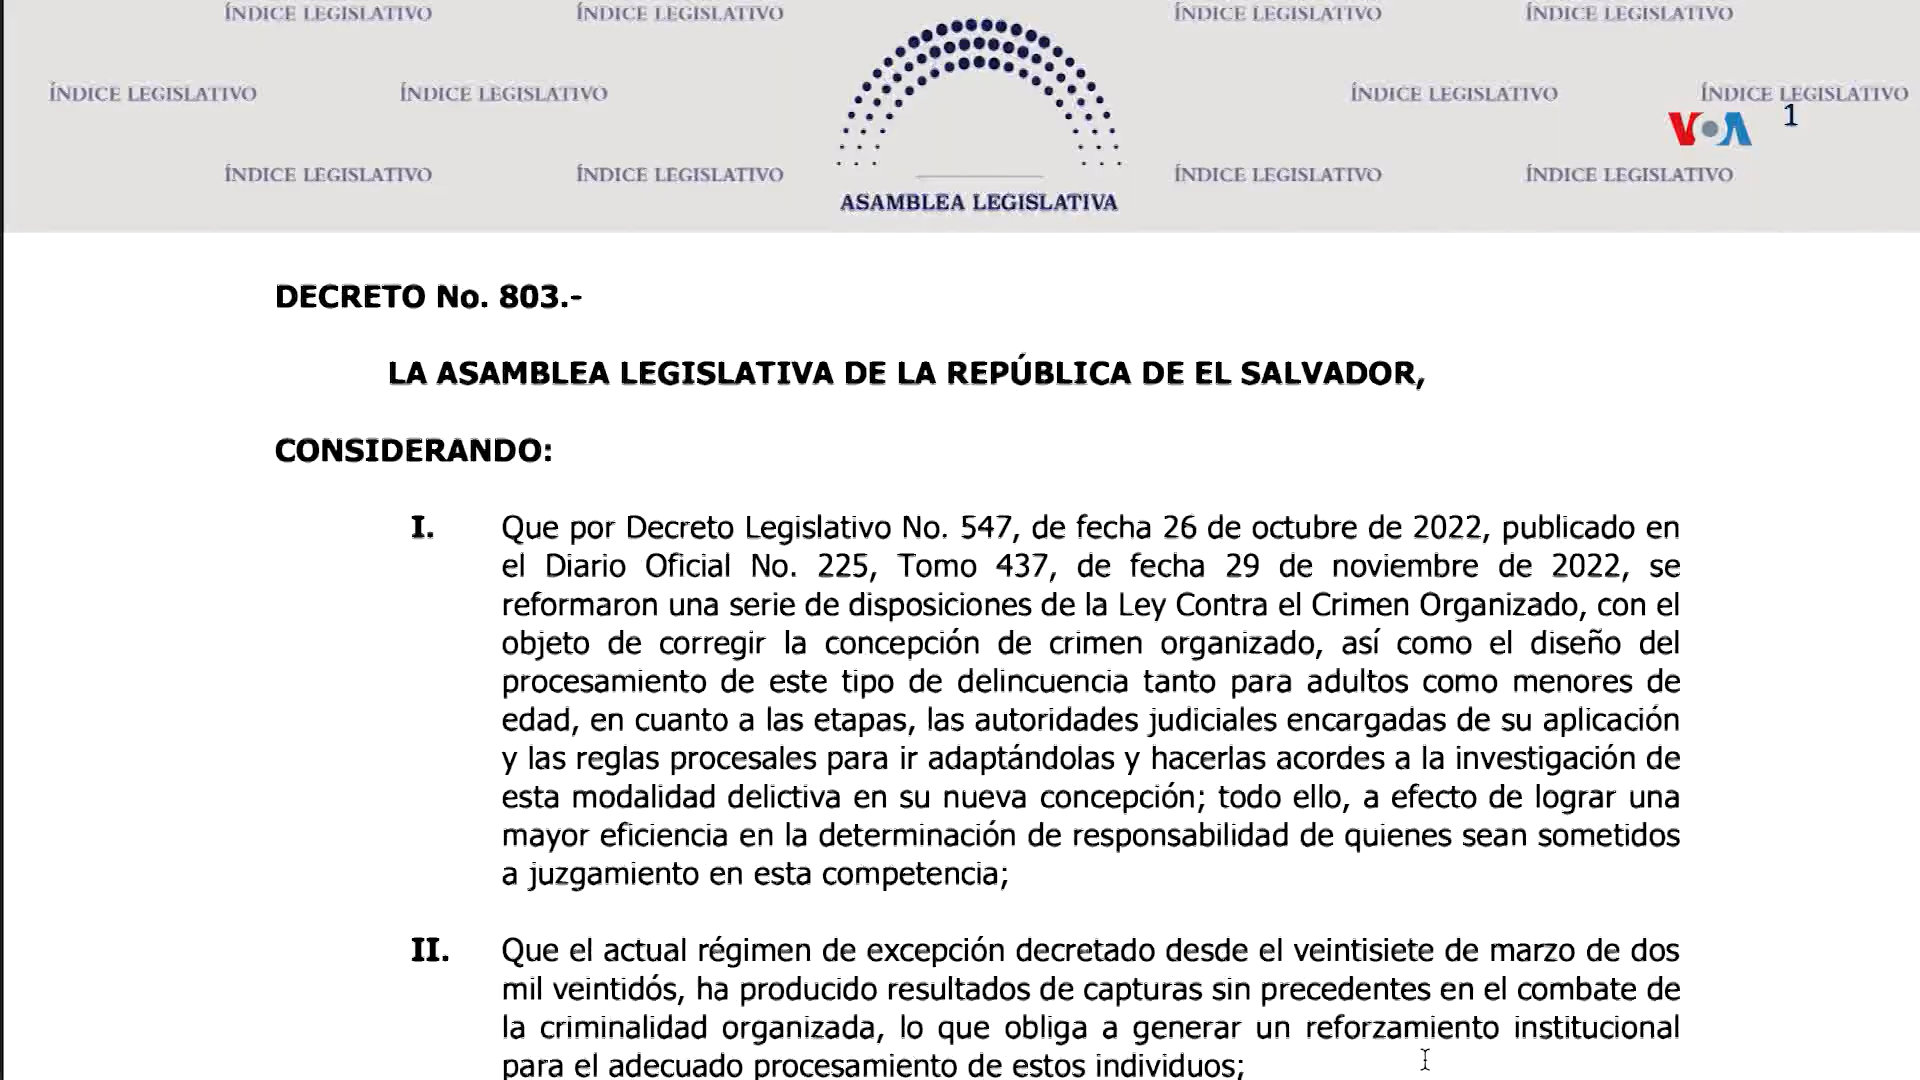 ÍNDICE LEGISLATIVO ÍNDICE LEGISLATIVO ÍNDICE LEGISLATIVO ÍNDICE LEGISLATIVO
ÍNDICE LEGISLATIVO ÍNDICE LEGISLATIVO ÍNDICE LEGISLATIVO ÍNDICE LEGISLATIVO
VOA 1
ÍNDICE LEGISLATIVO ÍNDICE LEGISLATIVO ÍNDICE LEGISLATIVO ÍNDICE LEGISLATIVO
ASAMBLEA LEGISLATIVA
DECRETO No. 803.-
LA ASAMBLEA LEGISLATIVA DE LA REPÚBLICA DE EL SALVADOR,
CONSIDERANDO:
I. Que por Decreto Legislativo No. 547, de fecha 26 de octubre de 2022, publicado en
el Diario Oficial No. 225, Tomo 437, de fecha 29 de noviembre de 2022, se
reformaron una serie de disposiciones de la Ley Contra el Crimen Organizado, con el
objeto de corregir la concepción de crimen organizado, así como el diseño del
procesamiento de este tipo de delincuencia tanto para adultos como menores de
edad, en cuanto a las etapas, las autoridades judiciales encargadas de su aplicación
y las reglas procesales para ir adaptándolas y hacerlas acordes a la investigación de
esta modalidad delictiva en su nueva concepción; todo ello, a efecto de lograr una
mayor eficiencia en la determinación de responsabilidad de quienes sean sometidos
a juzgamiento en esta competencia;
II. Que el actual régimen de excepción decretado desde el veintisiete de marzo de dos
mil veintidós, ha producido resultados de capturas sin precedentes en el combate de
la criminalidad organizada, lo que obliga a generar un reforzamiento institucional
para el adecuado procesamiento de estos individuos;